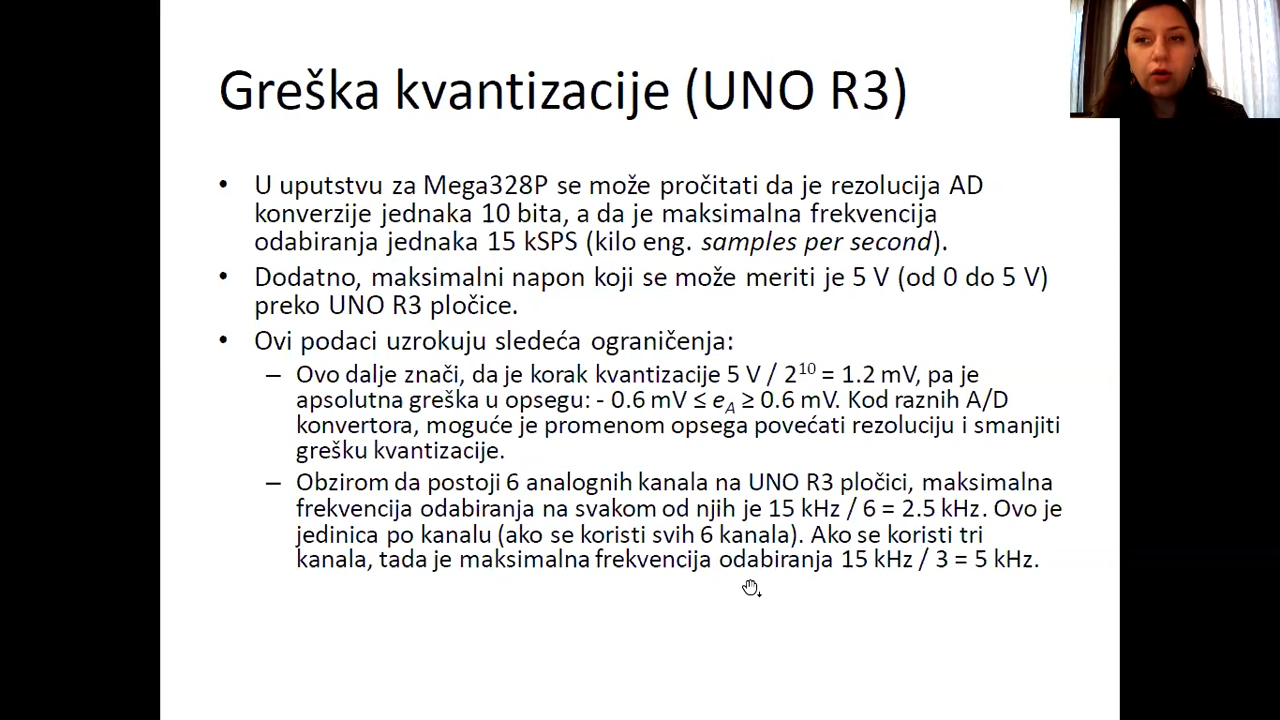 Greška kvantizacije (UNO R3)
• U uputstvu za Mega328P se može pročitati da je rezolucija AD
konverzije jednaka 10 bita, a da je maksimalna frekvencija
odabiranja jednaka 15 kSPS (kilo eng. samples per second).
• Dodatno, maksimalni napon koji se može meriti je 5 V (od 0 do 5 V)
preko UNO R3 pločice.
• Ovi podaci uzrokuju sledeća ograničenja:
– Ovo dalje znači, da je korak kvantizacije 5 V / 2¹⁰ = 1.2 mV, pa je
apsolutna greška u opsegu: - 0.6 mV ≤ eA ≥ 0.6 mV. Kod raznih A/D
konvertora, moguće je promenom opsega povećati rezoluciju i smanjiti
grešku kvantizacije.
– Obzirom da postoji 6 analognih kanala na UNO R3 pločici, maksimalna
frekvencija odabiranja na svakom od njih je 15 kHz / 6 = 2.5 kHz. Ovo je
jedinica po kanalu (ako se koristi svih 6 kanala). Ako se koristi tri
kanala, tada je maksimalna frekvencija odabiranja 15 kHz / 3 = 5 kHz.